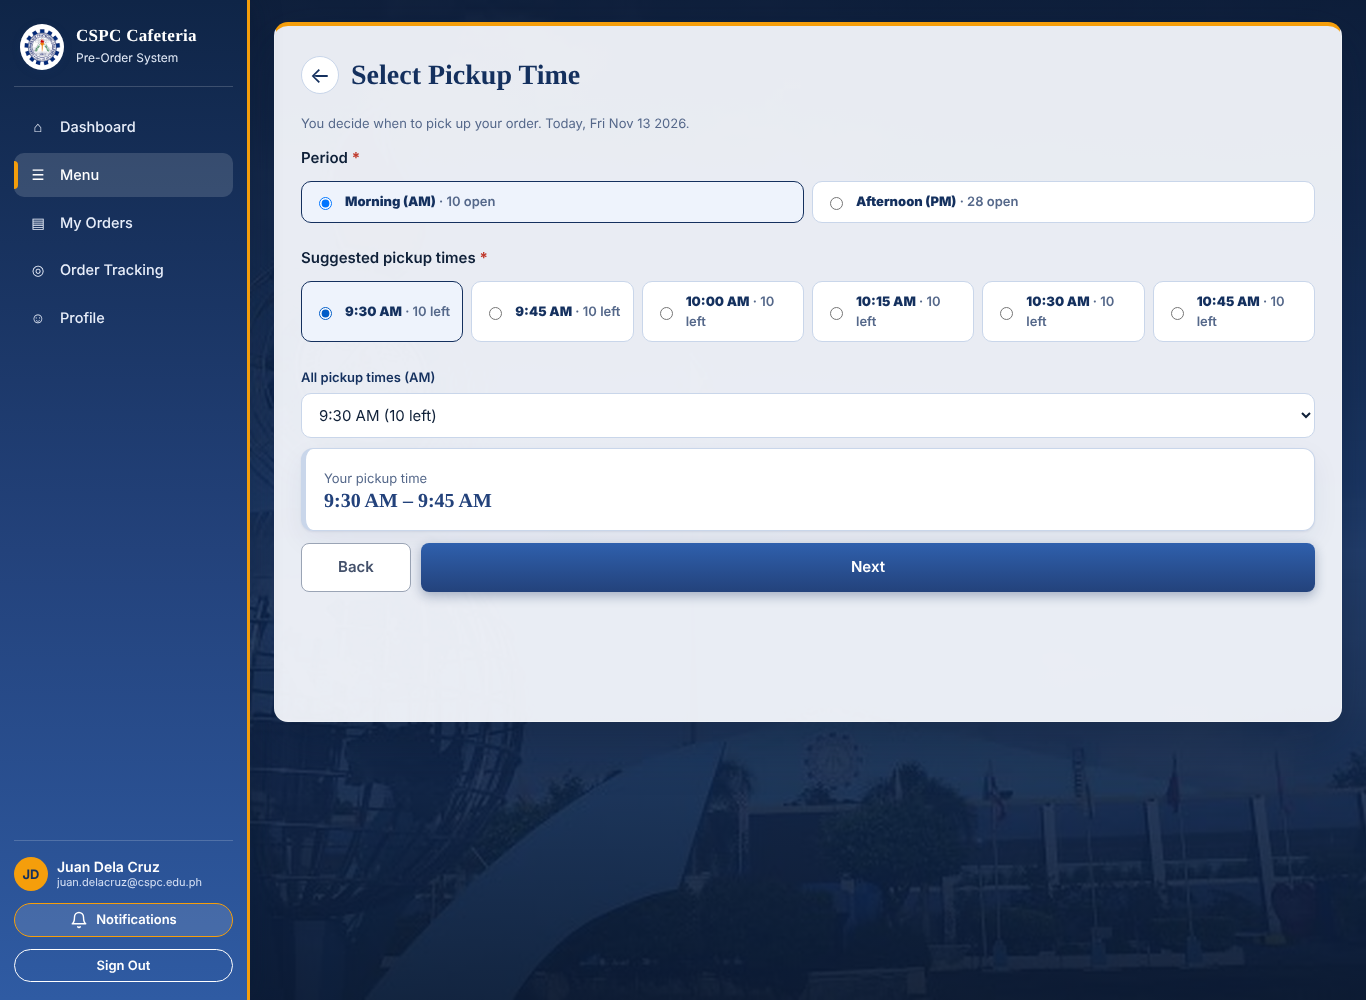 CSPC Cafeteria
Pre-Order System
Dashboard
Menu
My Orders
Order Tracking
Profile
Juan Dela Cruz
JD
juan.delacruz@cspc.edu.ph
Notifications
Sign Out
Select Pickup Time
You decide when to pick up your order. Today, Fri Nov 13 2026.
Period *
Morning (AM) · 10 open
Afternoon (PM) · 28 open
Suggested pickup times *
9:30 AM · 10 left
9:45 AM · 10 left
10:00 AM · 10
left
10:15 AM · 10
left
10:30 AM · 10
left
10:45 AM · 10
left
All pickup times (AM)
9:30 AM (10 left)
Your pickup time
9:30 AM – 9:45 AM
Back
Next